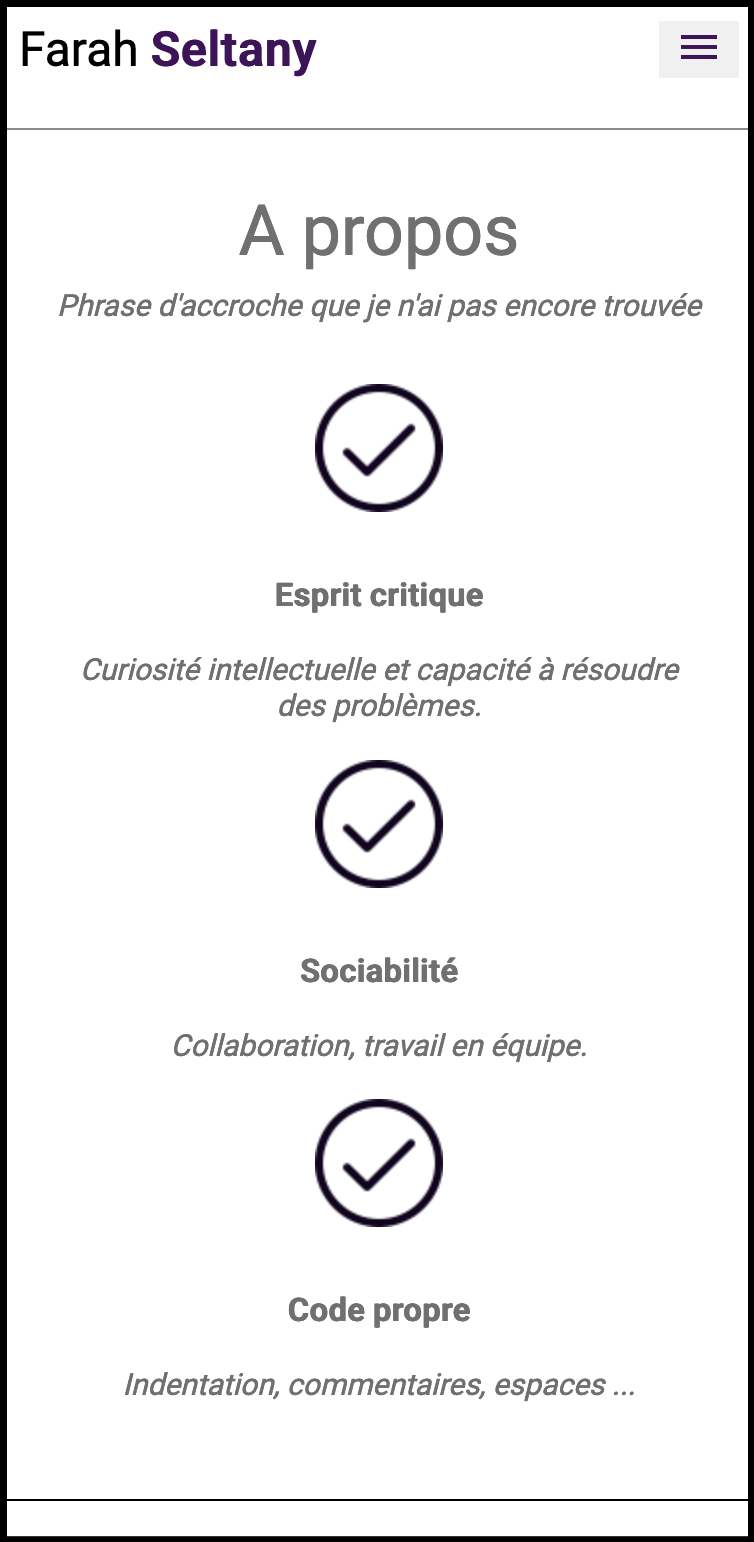 Farah Seltany
A propos
Phrase d'accroche que je n'ai pas encore trouvée
Esprit critique
Curiosité intellectuelle et capacité à résoudre
des problèmes.
Sociabilité
Collaboration, travail en équipe.
Code propre
Indentation, commentaires, espaces ...